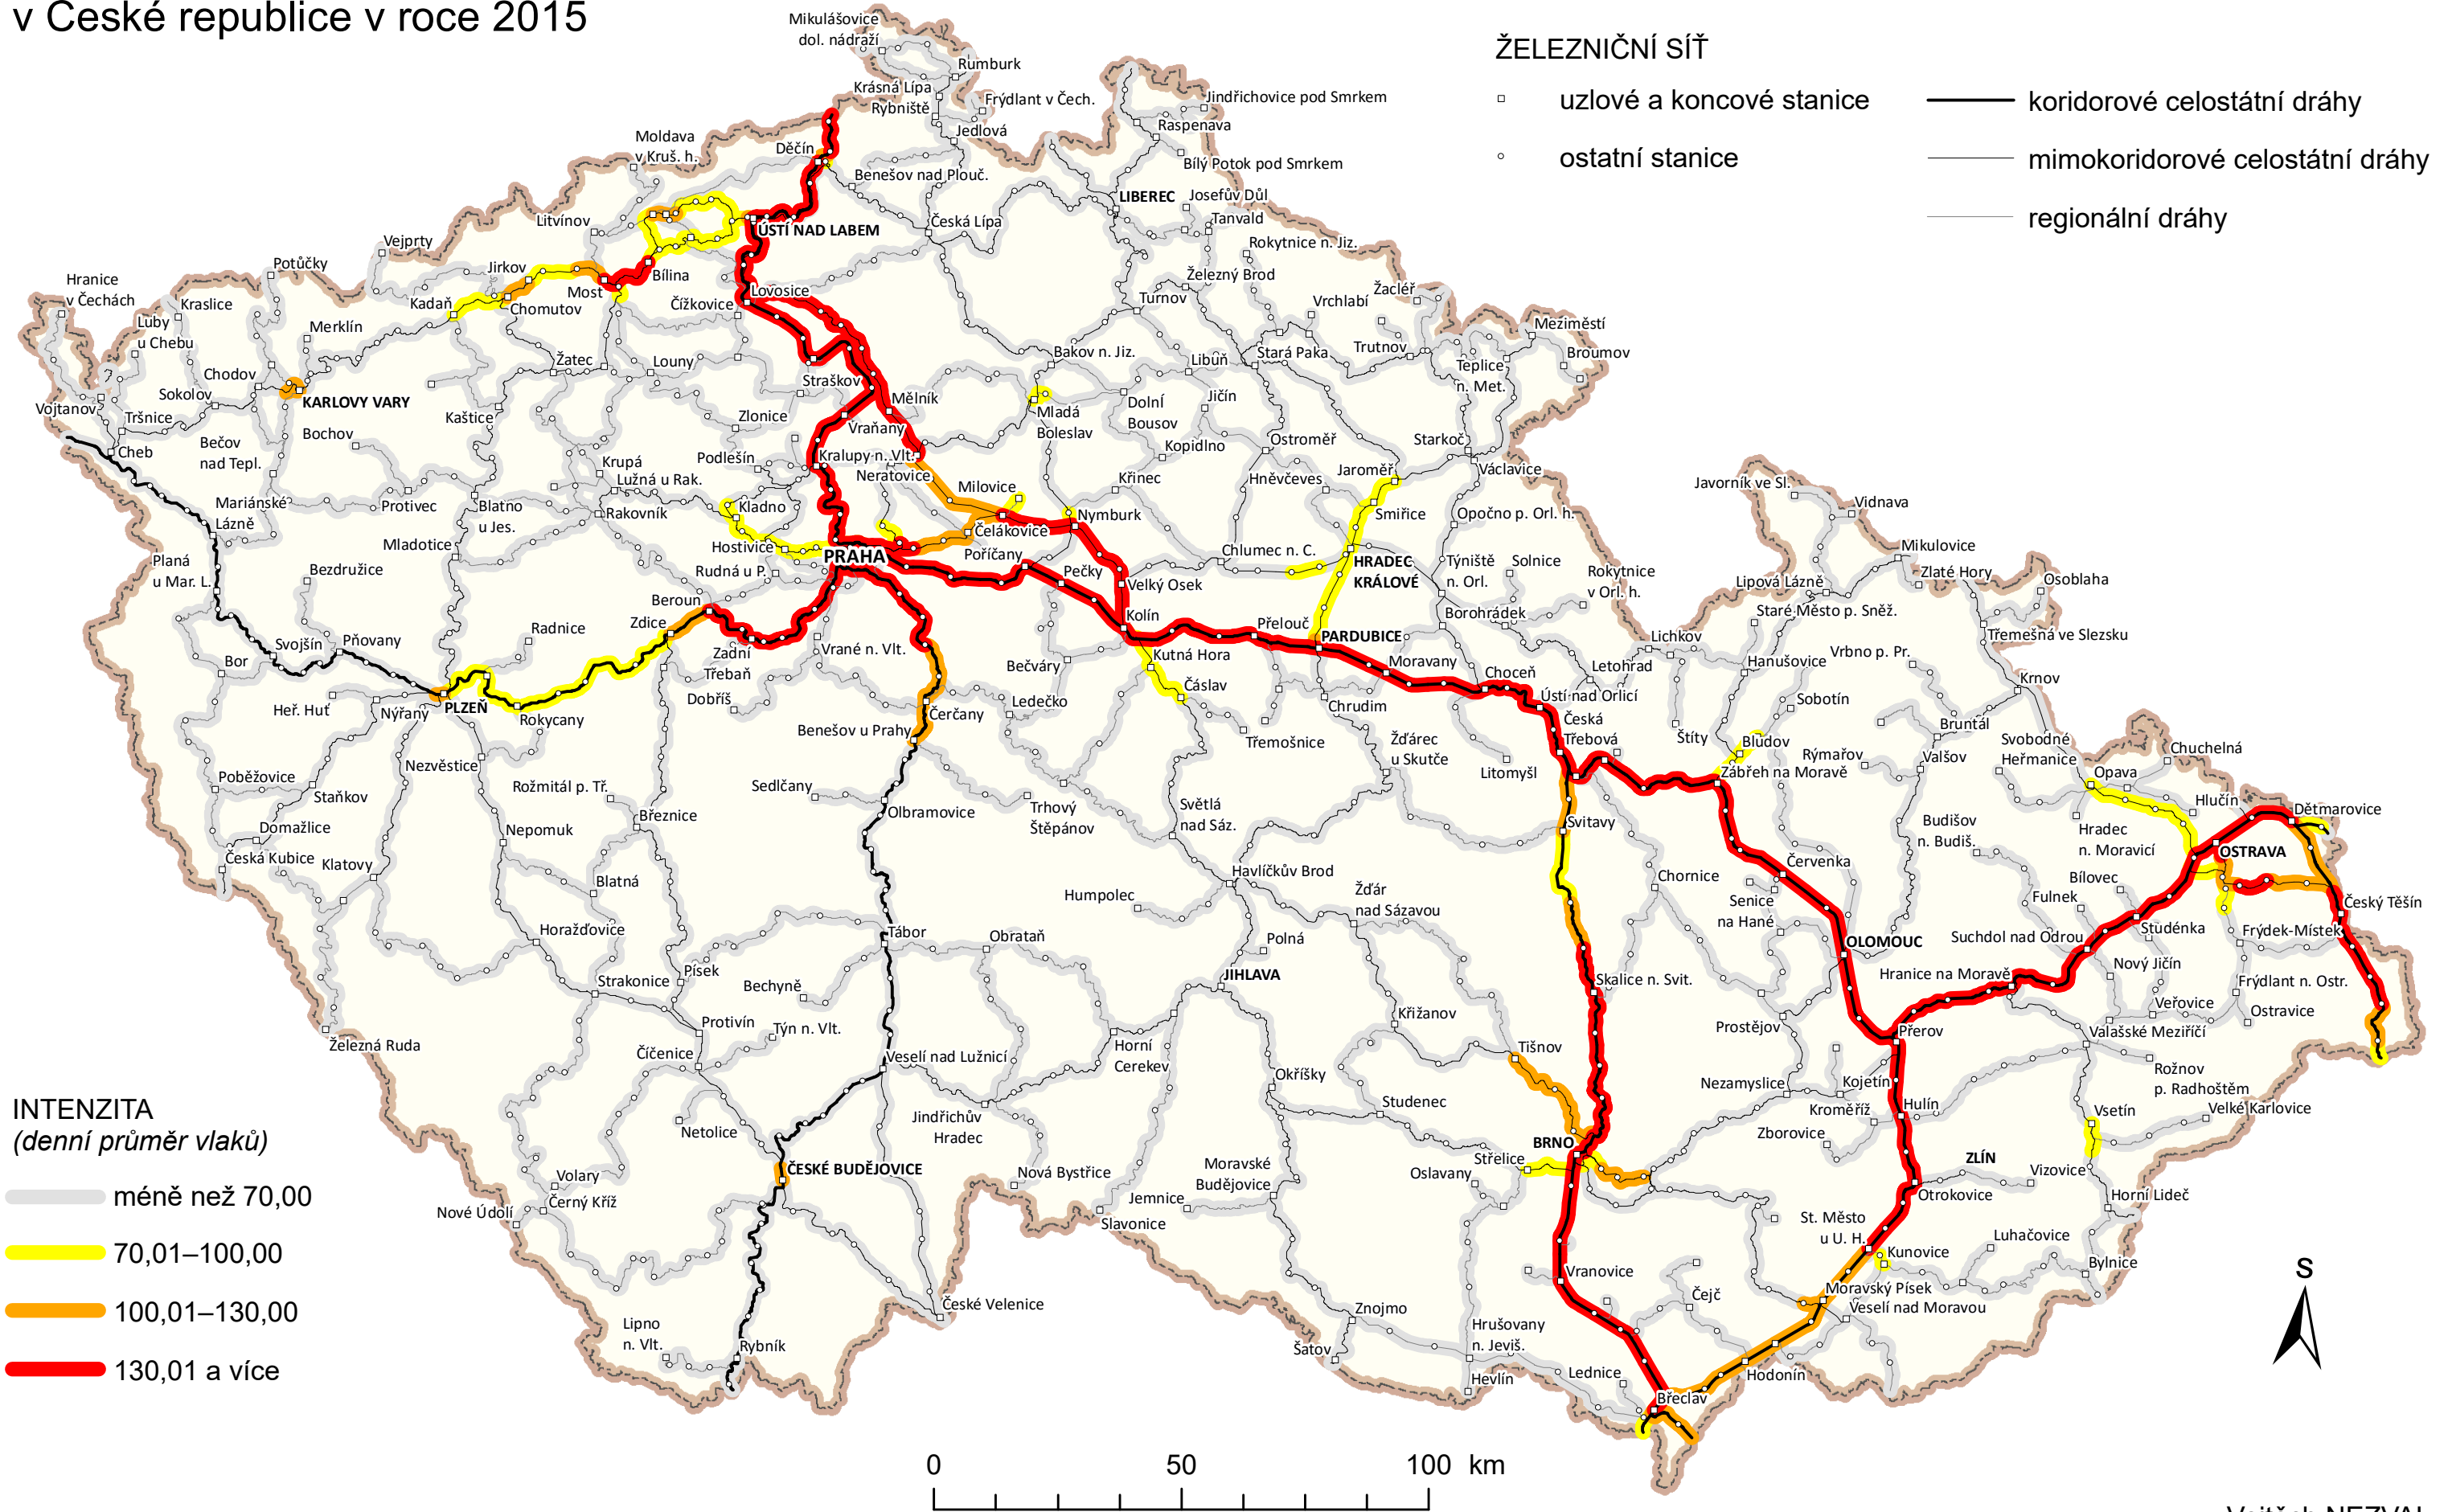 v České republice v roce 2015
ŽELEZNIČNÍ SÍŤ
uzlové a koncové stanice
ostatní stanice
koridorové celostátní dráhy
mimokoridorové celostátní dráhy
regionální dráhy
Mikulášovice
dol. nádraží
Rumburk
Krásná Lípa
Rybniště
Frýdlant v Čech.
Jindřichovice pod Smrkem
Jedlová
Raspenava
Moldava
v Kruš. h.
Děčín
Bílý Potok pod Smrkem
Benešov nad Plouč.
LIBEREC
Josefův Důl
Tanvald
Litvínov
ÚSTÍ NAD LABEM
Česká Lípa
Rokytnice n. Jiz.
Vejprty
Potůčky
Jirkov
Bílina
Železný Brod
Hranice
v Čechách
Kraslice
Kadaň
Most
Chomutov
Lovosice
Čížkovice
Turnov
Vrchlabí
Žacléř
Luby
u Chebu
Merklín
Meziměstí
Chodov
Žatec
Louny
Bakov n. Jiz.
Libůň
Stará Paka
Trutnov
Broumov
Teplice
n. Met.
Sokolov
KARLOVY VARY
Straškov
Mělník
Mladá
Boleslav
Dolní
Bousov
Jičín
Vojtanov
Tršnice
Kaštice
Zlonice
Vraňany
Cheb
Bečov
nad Tepl.
Bochov
Kopidlno
Ostroměř
Starkoč
Podlešín
Kralupy n. Vlt.
Krupá
Lužná u Rak.
Neratovice
Milovice
Křinec
Hněvčeves
Jaroměř
Václavice
Javorník ve Sl.
Vidnava
Mariánské
Lázně
Protivec
Blatno
u Jes.
Rakovník
Kladno
Nymburk
Smiřice
Opočno p. Orl. h.
Čelákovice
Mladotice
Hostivice
PRAHA
Poříčany
Chlumec n. C.
HRADEC
KRÁLOVÉ
Týniště
n. Orl.
Solnice
Mikulovice
Planá
u Mar. L.
Bezdružice
Rudná u P.
Pečky
Velký Osek
Rokytnice
v Orl. h.
Lipová Lázně
Zlaté Hory
Osoblaha
Beroun
Zdice
Kolín
Přelouč
PARDUBICE
Borohrádek
Staré Město p. Sněž.
Třemešná ve Slezsku
Svojšín
Pňovany
Radnice
Zadní
Třebaň
Vrané n. Vlt.
Bečváry
Kutná Hora
Moravany
Choceň
Letohrad
Lichkov
Hanušovice
Vrbno p. Pr.
Bor
Krnov
Heř. Huť
Nýřany
PLZEŇ
Rokycany
Dobříš
Čerčany
Ledečko
Čáslav
Chrudim
Ústí nad Orlicí
Sobotín
Benešov u Prahy
Třemošnice
Česká
Třebová
Štíty
Bludov
Bruntál
Žďárec
u Skutče
Litomyšl
Zábřeh na Moravě
Rýmařov
Valšov
Svobodné
Heřmanice
Chuchelná
Opava
Nezvěstice
Poběžovice
Staňkov
Rožmitál p. Tř.
Sedlčany
Olbramovice
Trhový
Štěpánov
Světlá
nad Sáz.
Hlučín
Dětmarovice
Domažlice
Nepomuk
Březnice
Svitavy
Budišov
n. Budiš.
Hradec
n. Moravicí
OSTRAVA
Česká Kubice
Klatovy
Blatná
Havlíčkův Brod
Humpolec
Žďár
nad Sázavou
Chornice
Červenka
Senice
na Hané
Bílovec
Fulnek
Český Těšín
Horažďovice
Tábor
Obrataň
Polná
OLOMOUC
Suchdol nad Odrou
Studénka
Frýdek-Místek
Strakonice
Písek
Bechyně
JIHLAVA
Skalice n. Svit.
Hranice na Moravě
Nový Jičín
Frýdlant n. Ostr.
Křižanov
Veřovice
Ostravice
Železná Ruda
Protivín
Týn n. Vlt.
Prostějov
Přerov
Valašské Meziříčí
Číčenice
Veselí nad Lužnicí
Horní
Cerekev
Tišnov
Okříšky
Nezamyslice
Kojetín
Rožnov
p. Radhoštěm
INTENZITA
(denní průměr vlaků)
Netolice
Jindřichův
Hradec
Studenec
Kroměříž
Hulín
Vsetín
Velké Karlovice
BRNO
Zborovice
ČESKÉ BUDĚJOVICE
Nová Bystřice
Moravské
Budějovice
Střelice
Oslavany
ZLÍN
Vizovice
méně než 70,00
Volary
Černý Kříž
Nové Údolí
Jemnice
Slavonice
Otrokovice
Horní Lideč
St. Město
u U. H.
Luhačovice
Kunovice
Bylnice
S
70,01–100,00
Vranovice
Moravský Písek
Veselí nad Moravou
Čejč
100,01–130,00
České Velenice
Znojmo
Lipno
n. Vlt.
Rybník
Šatov
Hrušovany
n. Jeviš.
Lednice
Hodonín
130,01 a více
Hevlín
Břeclav
0 50 100 km